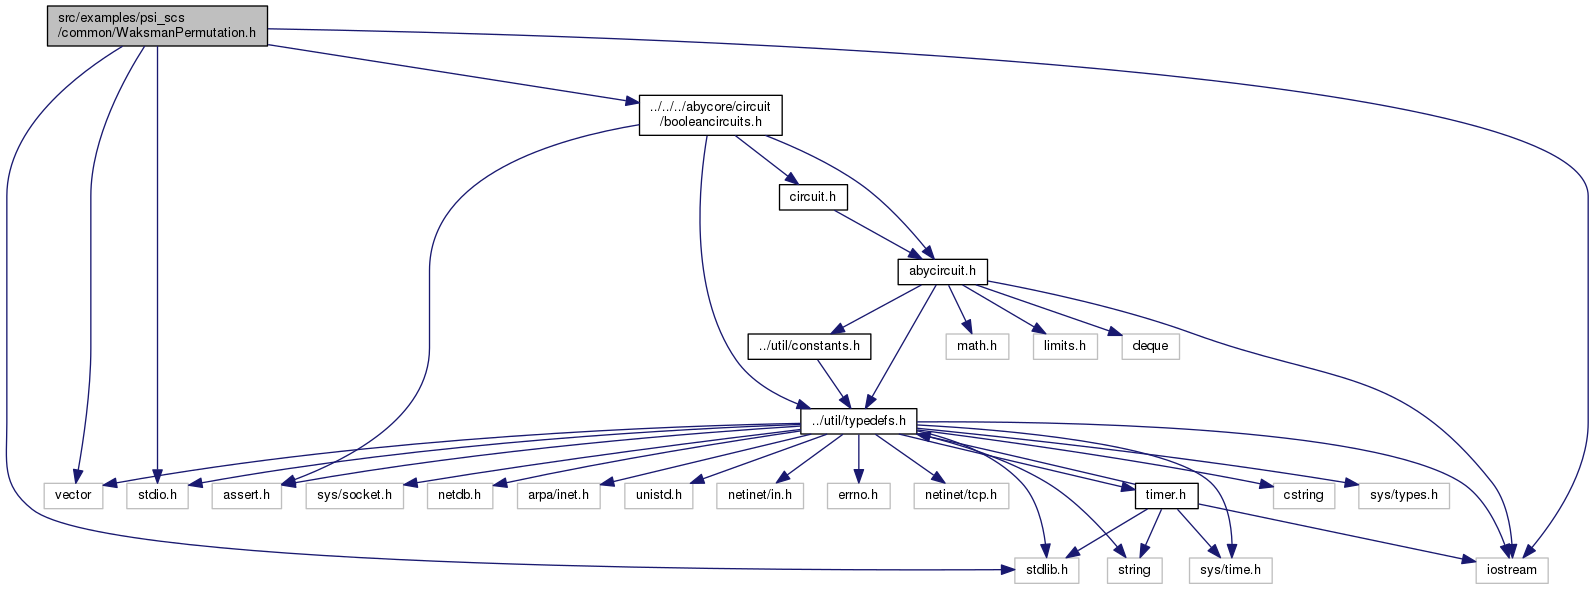 src/examples/psi_scs
/common/WaksmanPermutation.h
../../../abycore/circuit
/booleancircuits.h
circuit.h
abycircuit.h
../util/constants.h
math.h
limits.h
deque
../util/typedefs.h
vector
stdio.h
assert.h
sys/socket.h
netdb.h
arpa/inet.h
unistd.h
netinet/in.h
errno.h
netinet/tcp.h
timer.h
cstring
sys/types.h
stdlib.h
string
sys/time.h
iostream